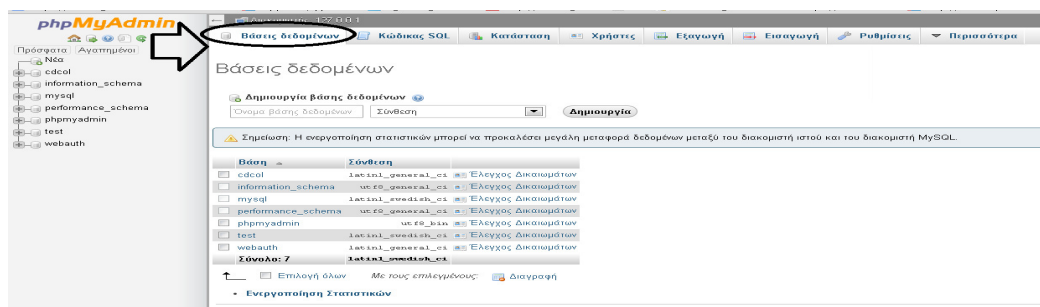 phpMyAdmin
Πρόσφατα Αγαπημένοι
Νέα
cdcol
information_schema
mysql
performance_schema
phpmyadmin
test
webauth
127.0.0.1
Βάσεις δεδομένων Κώδικας SQL Κατάσταση Χρήστες Εξαγωγή Εισαγωγή Ρυθμίσεις Περισσότερα
Βάσεις δεδομένων
Δημιουργία βάσης δεδομένων
Όνομα βάσης δεδομένων Σύνθεση Δημιουργία
Σημείωση: Η ενεργοποίηση στατιστικών μπορεί να προκαλέσει μεγάλη μεταφορά δεδομένων μεταξύ του διακομιστή ιστού και του διακομιστή MySQL.
Βάση Σύνθεση
cdcol latin1_general_ci Έλεγχος Δικαιωμάτων
information_schema utf8_general_ci Έλεγχος Δικαιωμάτων
mysql latin1_swedish_ci Έλεγχος Δικαιωμάτων
performance_schema utf8_general_ci Έλεγχος Δικαιωμάτων
phpmyadmin utf8_bin Έλεγχος Δικαιωμάτων
test latin1_swedish_ci Έλεγχος Δικαιωμάτων
webauth latin1_general_ci Έλεγχος Δικαιωμάτων
Σύνολο: 7 latin1_swedish_ci
Επιλογή όλων Με τους επιλεγμένους: Διαγραφή
• Ενεργοποίηση Στατιστικών